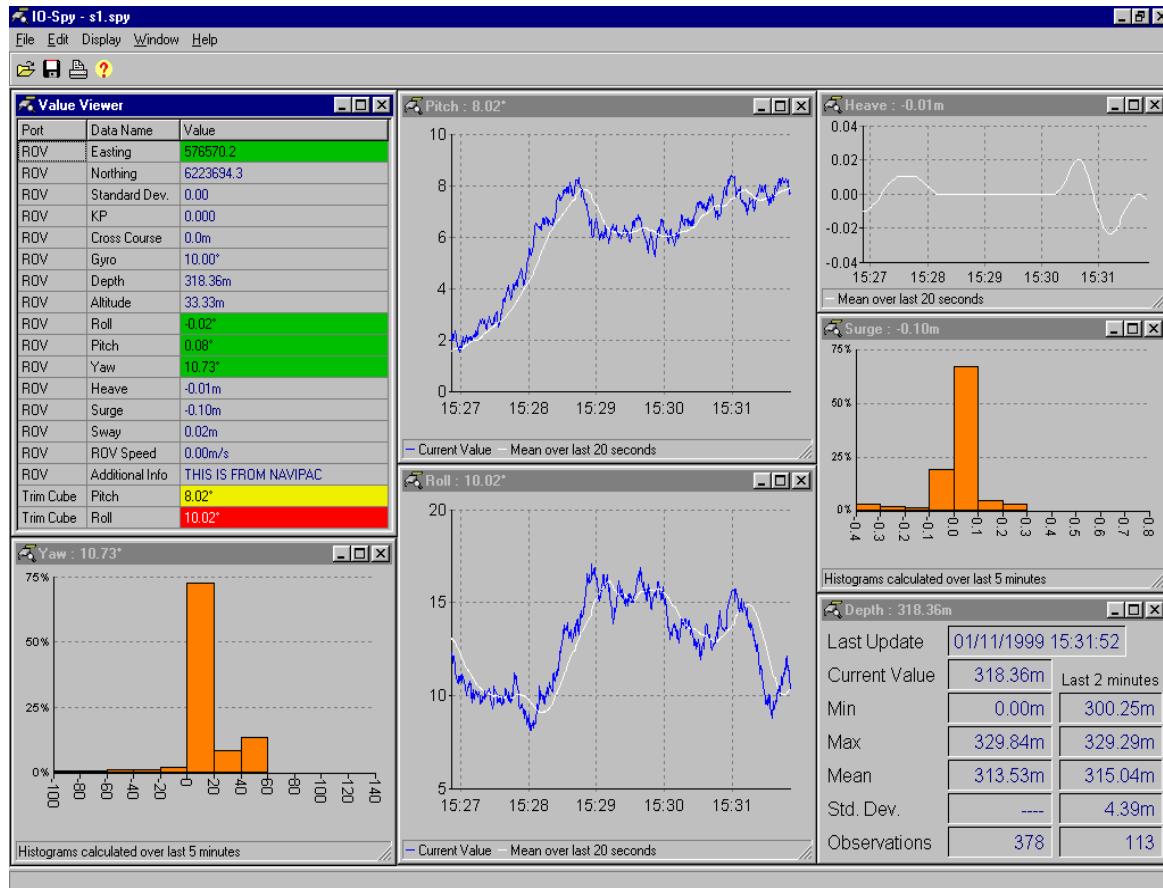 IO-Spy - s1.spy
File Edit Display Window Help
Value Viewer
Port Data Name Value
ROV Easting 576570.2
ROV Northing 6223694.3
ROV Standard Dev. 0.00
ROV KP 0.000
ROV Cross Course 0.0m
ROV Gyro 10.00°
ROV Depth 318.36m
ROV Altitude 33.33m
ROV Roll -0.02°
ROV Pitch 0.08°
ROV Yaw 10.73°
ROV Heave -0.01m
ROV Surge -0.10m
ROV Sway 0.02m
ROV ROV Speed 0.00m/s
ROV Additional Info THIS IS FROM NAVIPAC
Trim Cube Pitch 8.02°
Trim Cube Roll 10.02°
Yaw : 10.73°
75%
50%
25%
0%
-100 -80 -60 -40 -20 0 20 40 60 80 100 120 140
Histograms calculated over last 5 minutes
Pitch : 8.02°
10
8
6
4
2
0
15:27 15:28 15:29 15:30 15:31
Current Value Mean over last 20 seconds
Roll : 10.02°
20
15
10
5
15:27 15:28 15:29 15:30 15:31
Current Value Mean over last 20 seconds
Heave : -0.01m
0.04
0.02
0.00
-0.02
-0.04
15:27 15:28 15:29 15:30 15:31
Mean over last 20 seconds
Surge : -0.10m
75%
50%
25%
0%
-0.4 -0.3 -0.2 -0.1 0.0 0.1 0.2 0.3 0.4 0.5 0.6 0.7 0.8
Histograms calculated over last 5 minutes
Depth : 318.36m
Last Update 01/11/1999 15:31:52
Current Value 318.36m Last 2 minutes
Min 0.00m 300.25m
Max 329.84m 329.29m
Mean 313.53m 315.04m
Std. Dev. ---- 4.39m
Observations 378 113